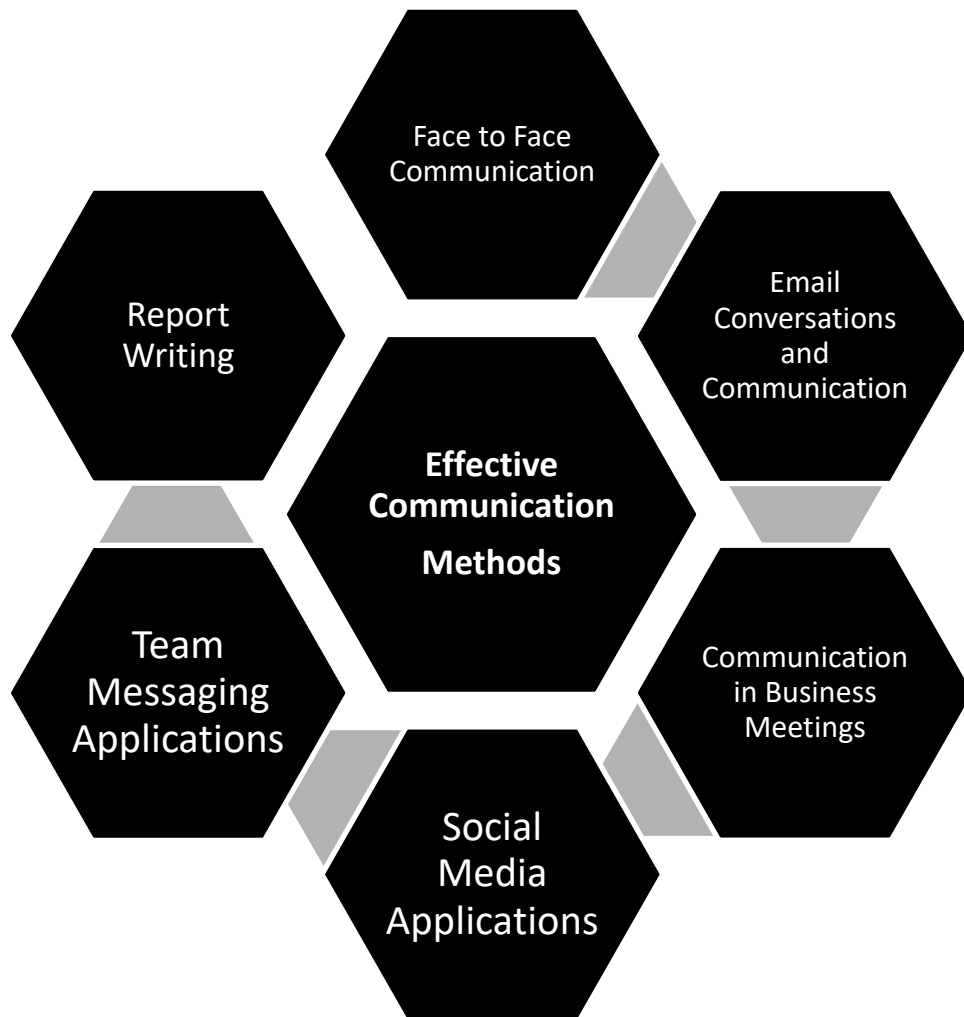 Face to Face
Communication
Email
Conversations
and
Communication
Communication
in Business
Meetings
Social
Media
Applications
Team
Messaging
Applications
Report
Writing
Effective
Communication
Methods